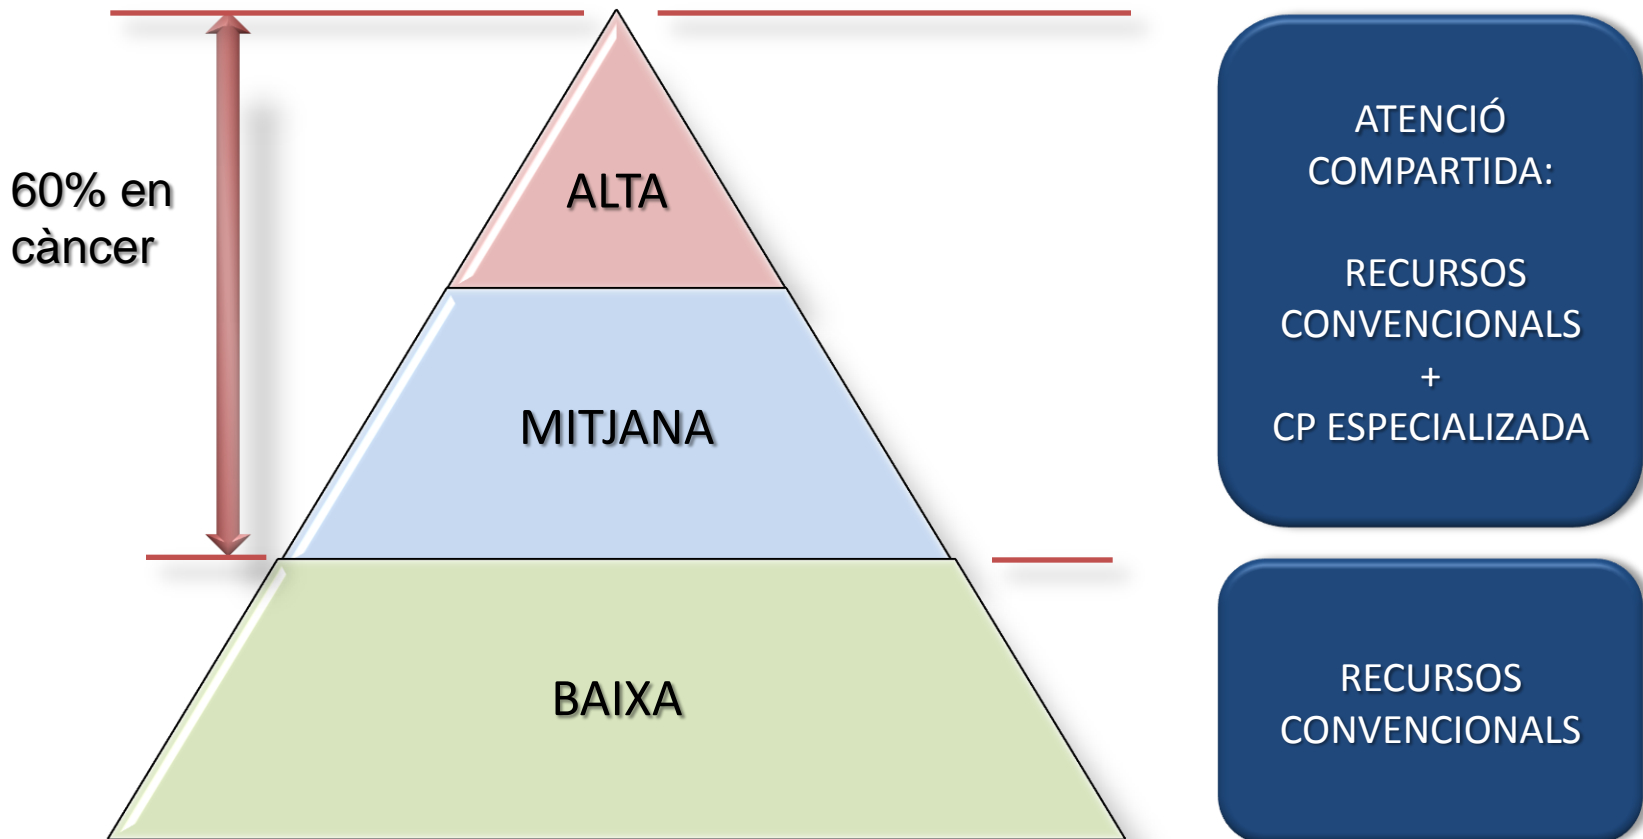 60% en
càncer
ALTA
MITJANA
BAIXA
ATENCIÓ
COMPARTIDA:
RECURSOS
CONVENCIONALS
+
CP ESPECIALIZADA
RECURSOS
CONVENCIONALS